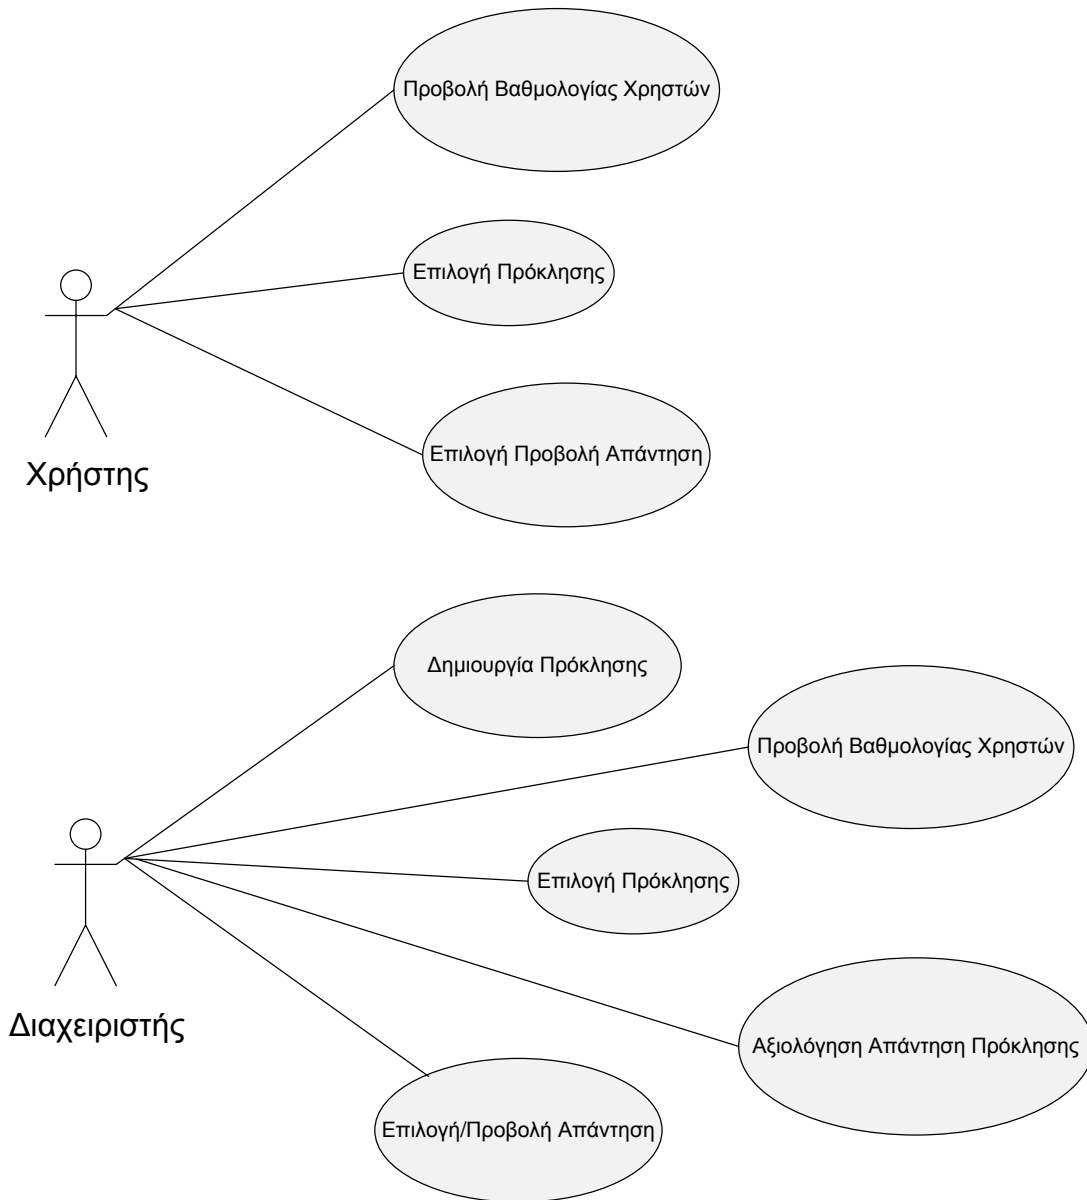 Προβολή Βαθμολογίας Χρηστών
Επιλογή Πρόκλησης
Επιλογή Προβολή Απάντηση
Χρήστης
Δημιουργία Πρόκλησης
Προβολή Βαθμολογίας Χρηστών
Επιλογή Πρόκλησης
Διαχειριστής
Αξιολόγηση Απάντηση Πρόκλησης
Επιλογή/Προβολή Απάντηση